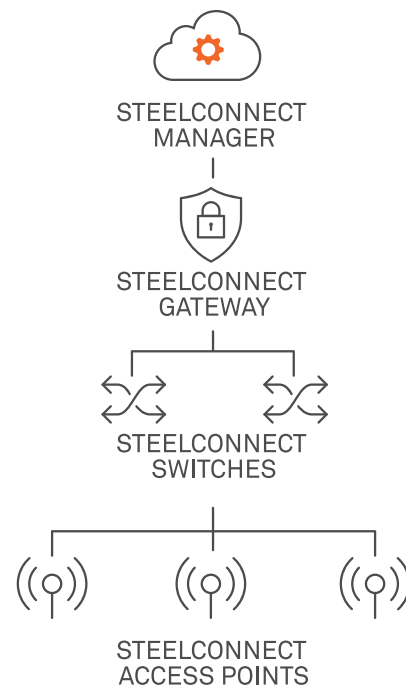 STEELCONNECT
MANAGER
STEELCONNECT
GATEWAY
STEELCONNECT
SWITCHES
STEELCONNECT
ACCESS POINTS